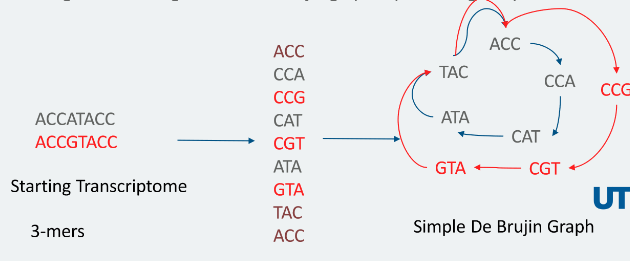 ACCATACC
ACCGTACC
Starting Transcriptome
3-mers
ACC
CCA
CCG
CAT
CGT
ATA
GTA
TAC
ACC
ACC
TAC
CCA
CCG
ATA
CAT
GTA
CGT
UT
Simple De Brujin Graph